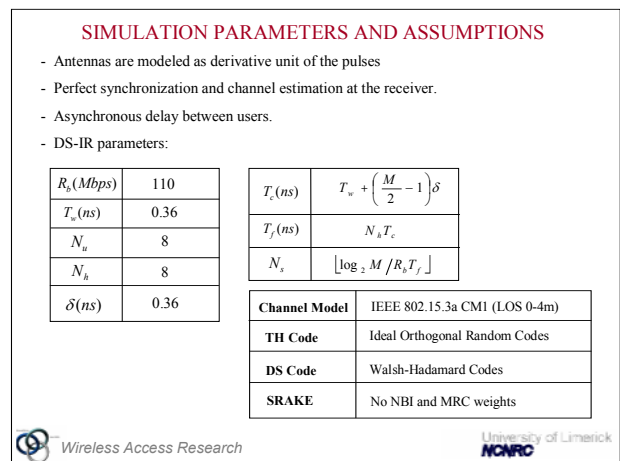 SIMULATION PARAMETERS AND ASSUMPTIONS
- Antennas are modeled as derivative unit of the pulses
- Perfect synchronization and channel estimation at the receiver.
- Asynchronous delay between users.
- DS-IR parameters:
R_b(Mbps) 110
T_w(ns) 0.36
N_u 8
N_h 8
δ(ns) 0.36
T_c(ns) T_w + (M/2 − 1)δ
T_f(ns) N_h T_c
N_s ⌊log_2 M / R_b T_f⌋
Channel Model IEEE 802.15.3a CM1 (LOS 0-4m)
TH Code Ideal Orthogonal Random Codes
DS Code Walsh-Hadamard Codes
SRAKE No NBI and MRC weights
Wireless Access Research
University of Limerick
NCNRC